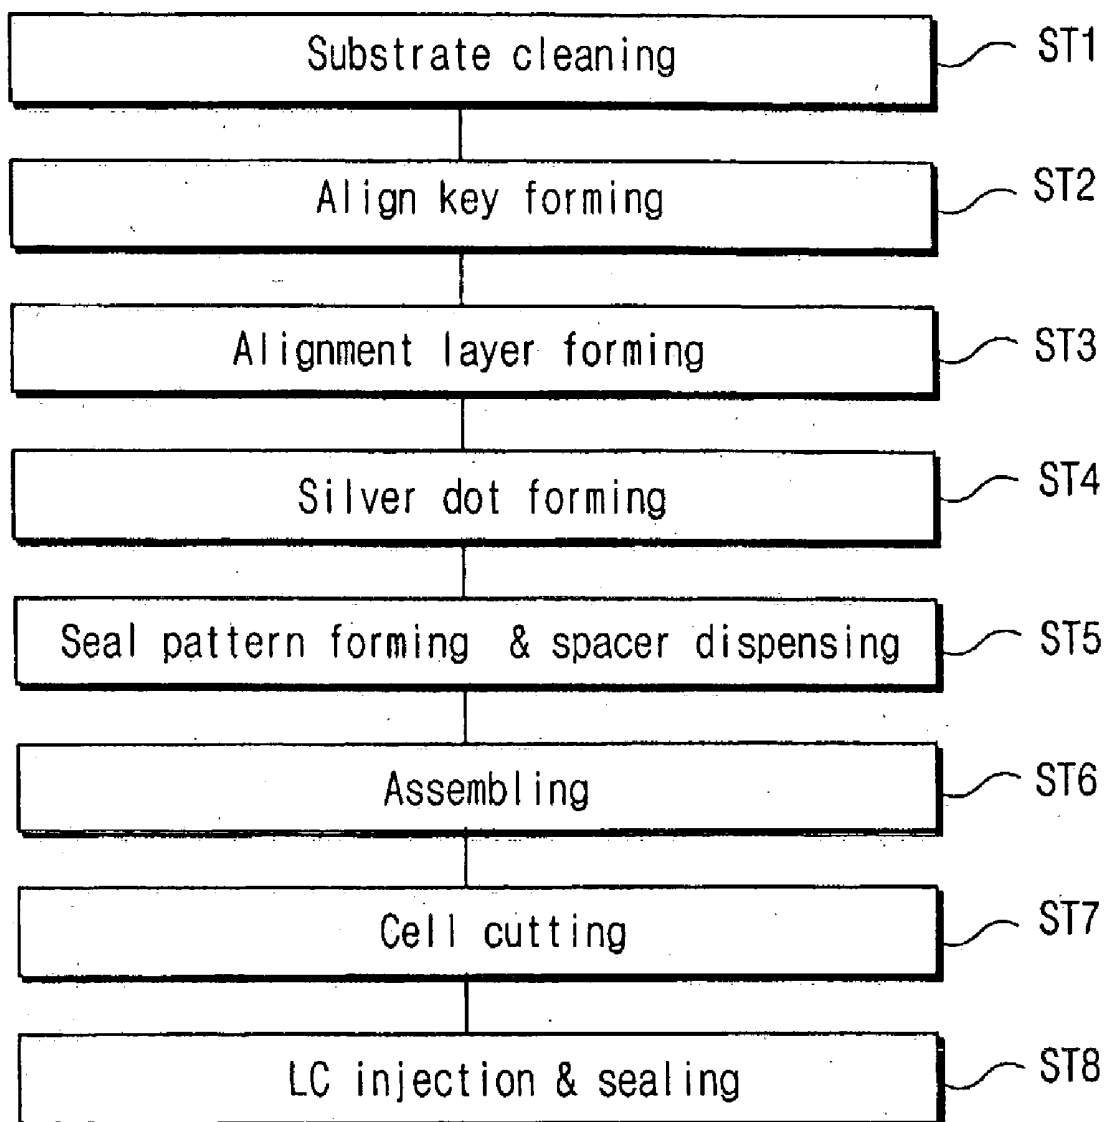 Substrate cleaning ST1
Align key forming ST2
Alignment layer forming ST3
Silver dot forming ST4
Seal pattern forming & spacer dispensing ST5
Assembling ST6
Cell cutting ST7
LC injection & sealing ST8